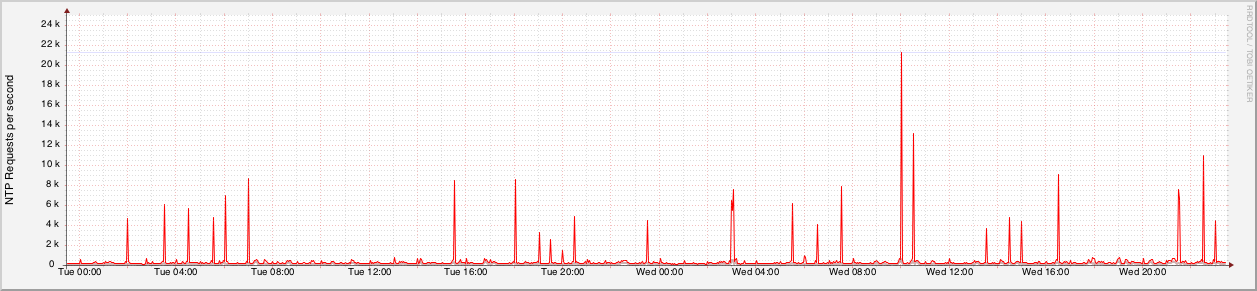 NTP Requests per second
24 k
22 k
20 k
18 k
16 k
14 k
12 k
10 k
8 k
6 k
4 k
2 k
0
Tue 00:00 Tue 04:00 Tue 08:00 Tue 12:00 Tue 16:00 Tue 20:00 Wed 00:00 Wed 04:00 Wed 08:00 Wed 12:00 Wed 16:00 Wed 20:00
RRDTOOL / TOBI OETIKER